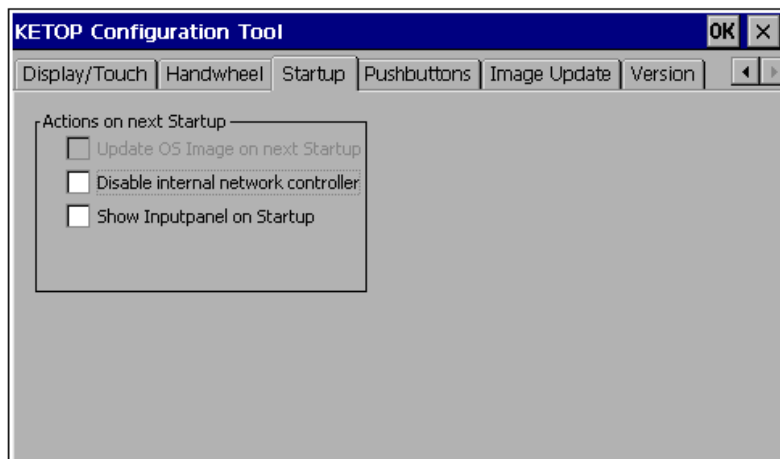 KETOP Configuration Tool OK ×
Display/Touch Handwheel Startup Pushbuttons Image Update Version
Actions on next Startup
Update OS Image on next Startup
Disable internal network controller
Show Inputpanel on Startup